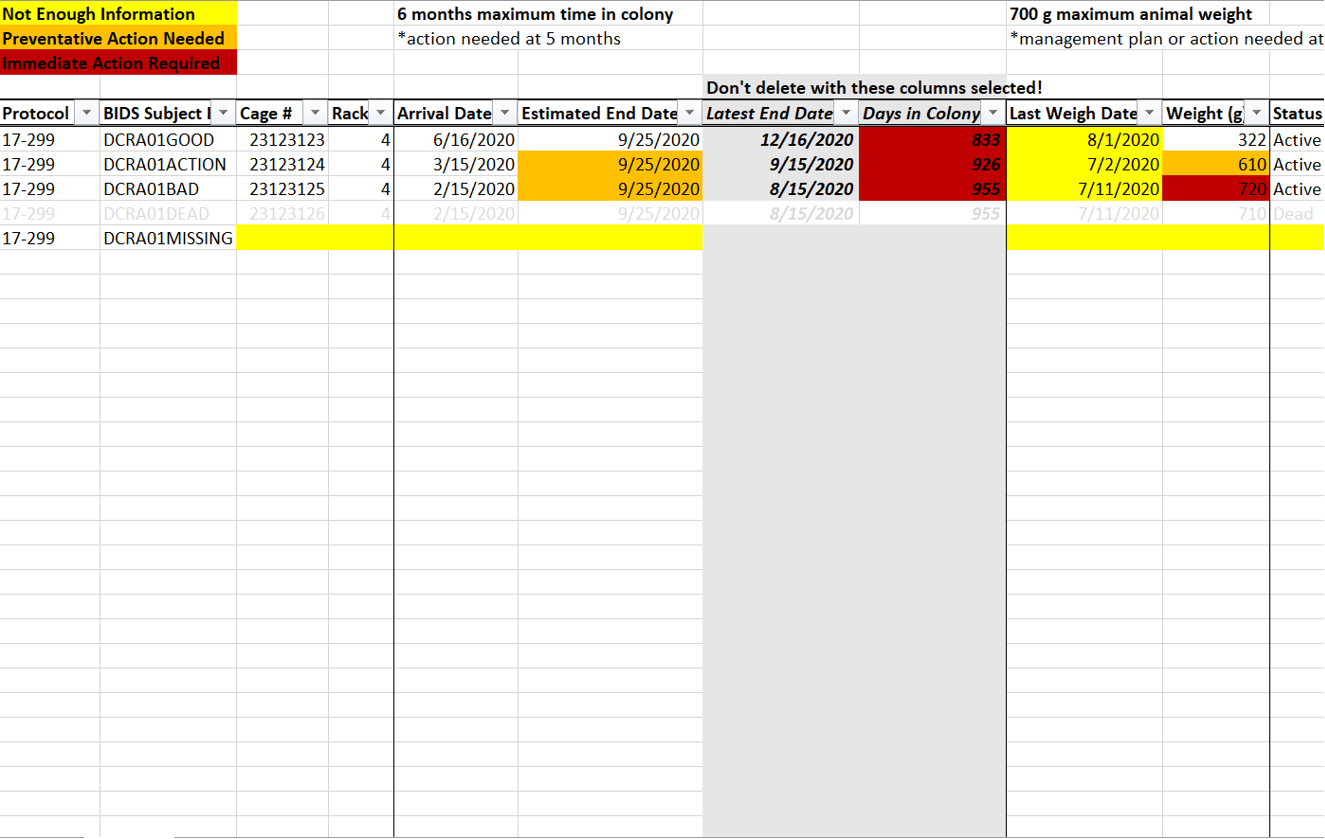 Not Enough Information 6 months maximum time in colony 700 g maximum animal weight
Preventative Action Needed *action needed at 5 months *management plan or action needed at
Immediate Action Required
Don't delete with these columns selected!
Protocol BIDS Subject I Cage # Rack Arrival Date Estimated End Date Latest End Date Days in Colony Last Weigh Date Weight (g) Status
17-299 DCRA01GOOD 23123123 4 6/16/2020 9/25/2020 12/16/2020 833 8/1/2020 322 Active
17-299 DCRA01ACTION 23123124 4 3/15/2020 9/25/2020 9/15/2020 926 7/2/2020 610 Active
17-299 DCRA01BAD 23123125 4 2/15/2020 9/25/2020 8/15/2020 955 7/11/2020 720 Active
17-299 DCRA01DEAD 23123126 4 2/15/2020 9/25/2020 8/15/2020 955 7/11/2020 710 Dead
17-299 DCRA01MISSING